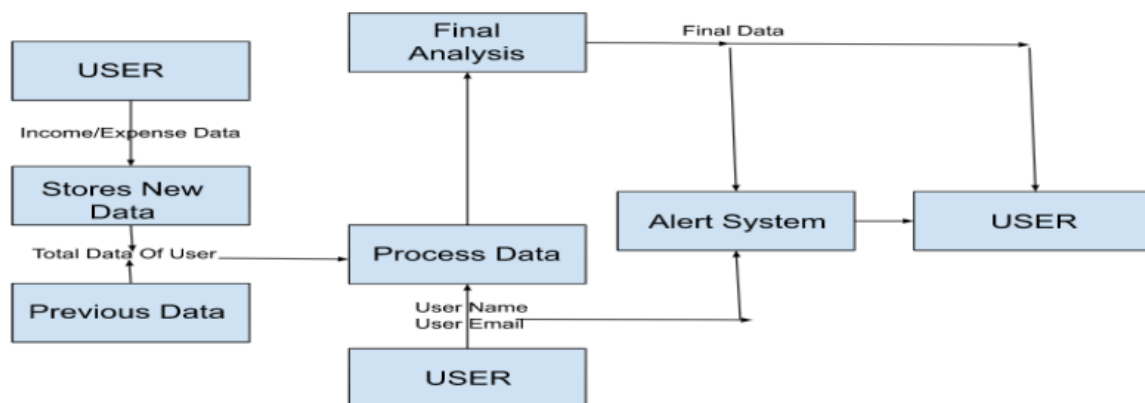 USER
Income/Expense Data
Stores New
Data
Total Data Of User
Previous Data
Final
Analysis
Process Data
User Name
User Email
USER
Final Data
Alert System
USER